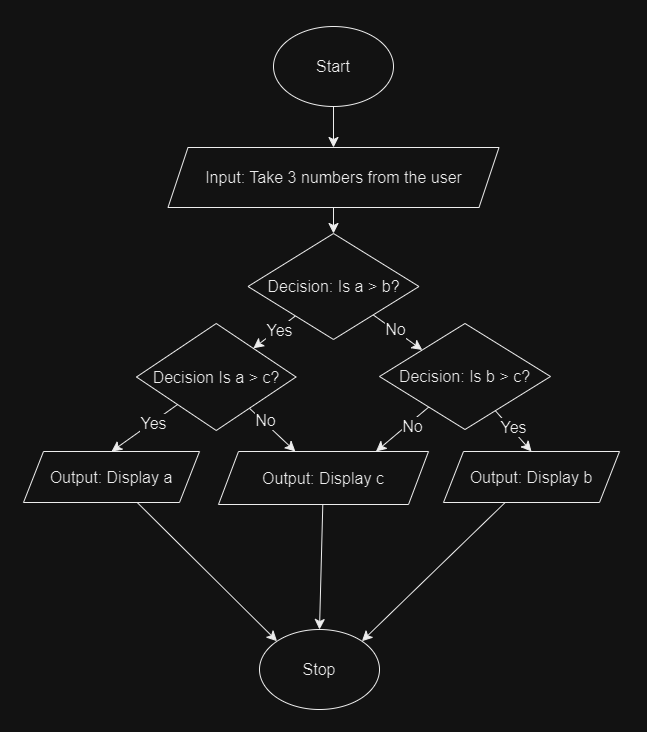 Start
Input: Take 3 numbers from the user
Decision: Is a > b?
Yes
No
Decision Is a > c?
Decision: Is b > c?
Yes
No
No
Yes
Output: Display a
Output: Display c
Output: Display b
Stop